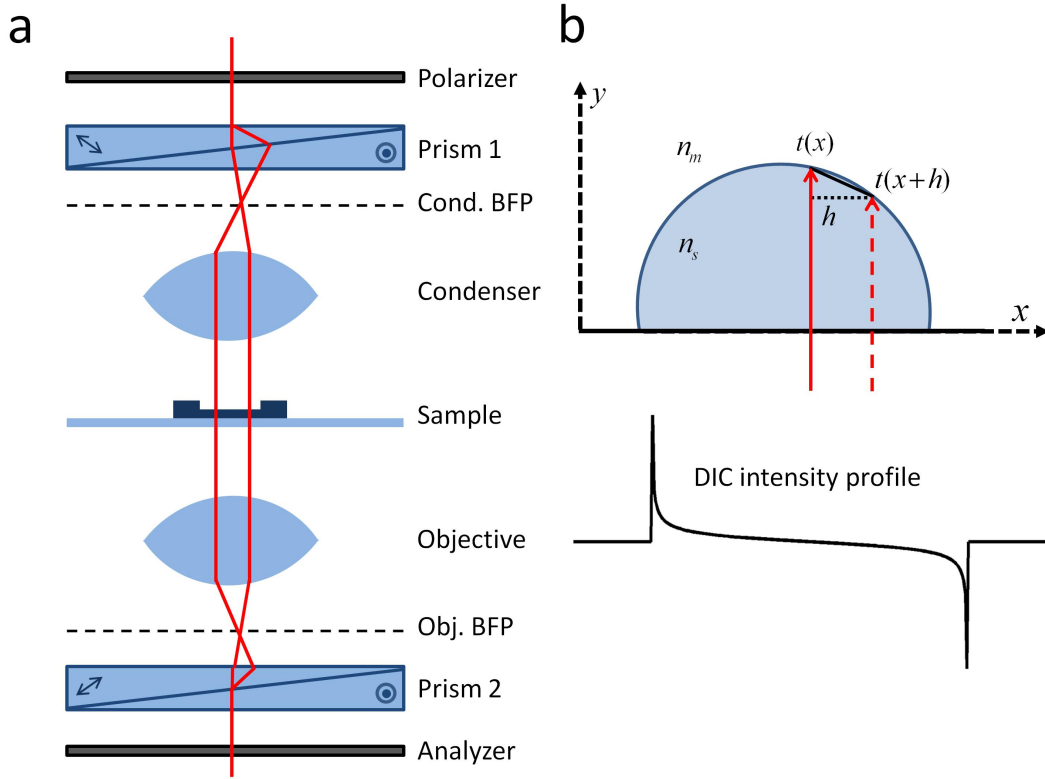 a
Polarizer
Prism 1
Cond. BFP
Condenser
Sample
Objective
Obj. BFP
Prism 2
Analyzer
b
y
n_m
t(x)
t(x+h)
h
n_s
x
DIC intensity profile